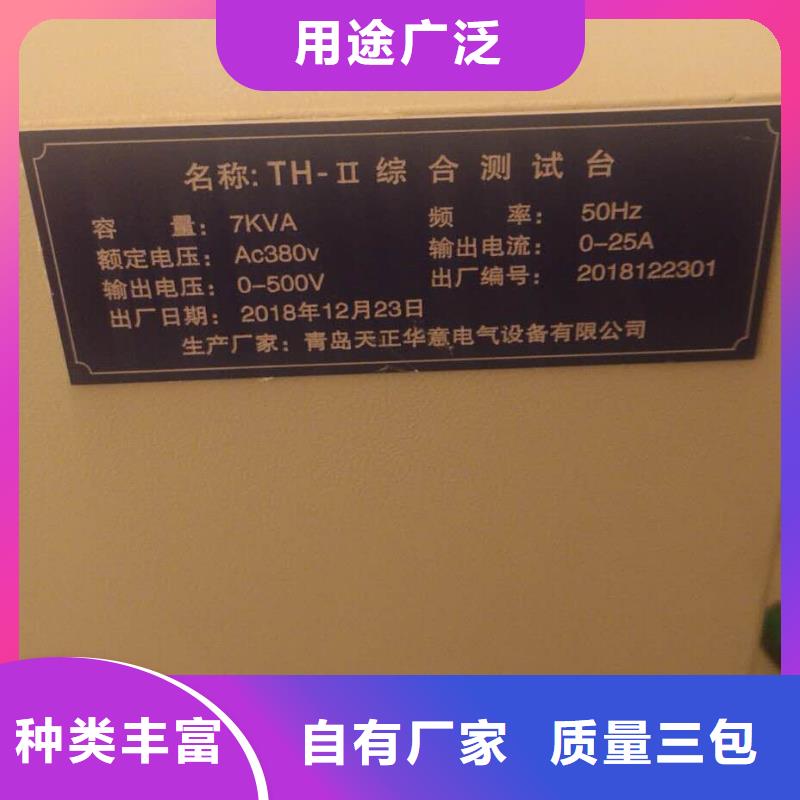 用途广泛
名称: TH-Ⅱ 综合测试台
容 量: 7KVA 频 率: 50Hz
额定电压: Ac380v 输出电流: 0-25A
输出电压: 0-500V 出厂编号: 2018122301
出厂日期: 2018年12月23日
生产厂家: 青岛天正华意电气设备有限公司
种类丰富 自有厂家 质量三包